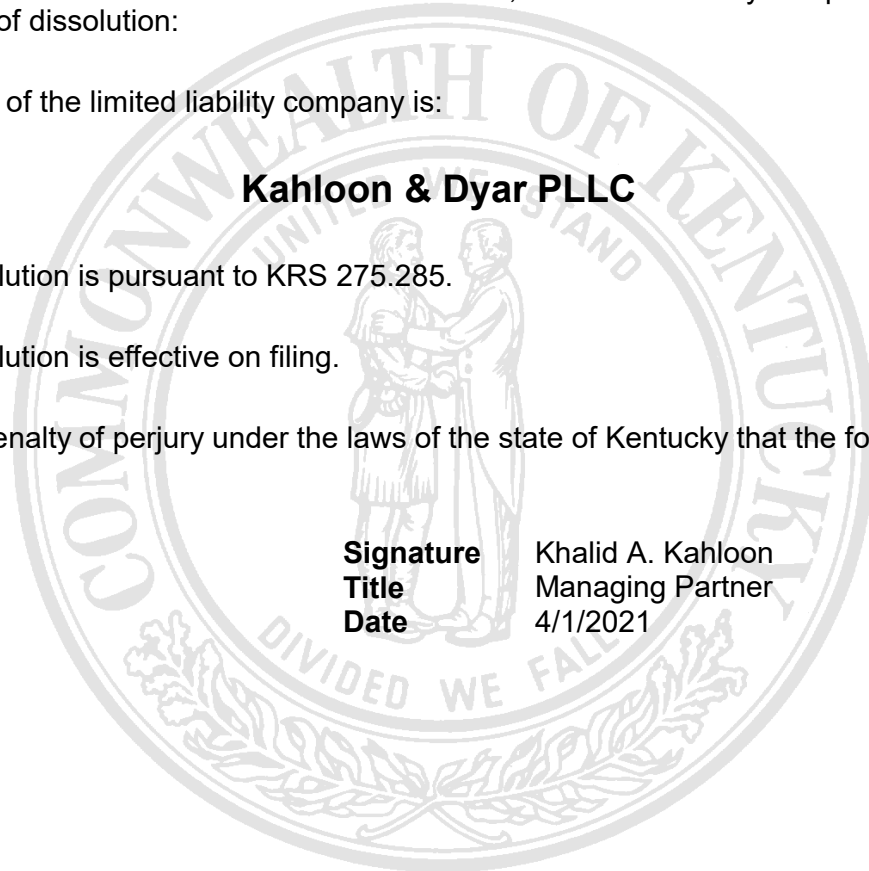 of dissolution:
of the limited liability company is:
Kahloon & Dyar PLLC
lution is pursuant to KRS 275.285.
lution is effective on filing.
enalty of perjury under the laws of the state of Kentucky that the fo
Signature Khalid A. Kahloon
Title Managing Partner
Date 4/1/2021
COMMONWEALTH OF KENTUCKY
UNITED WE STAND
DIVIDED WE FALL